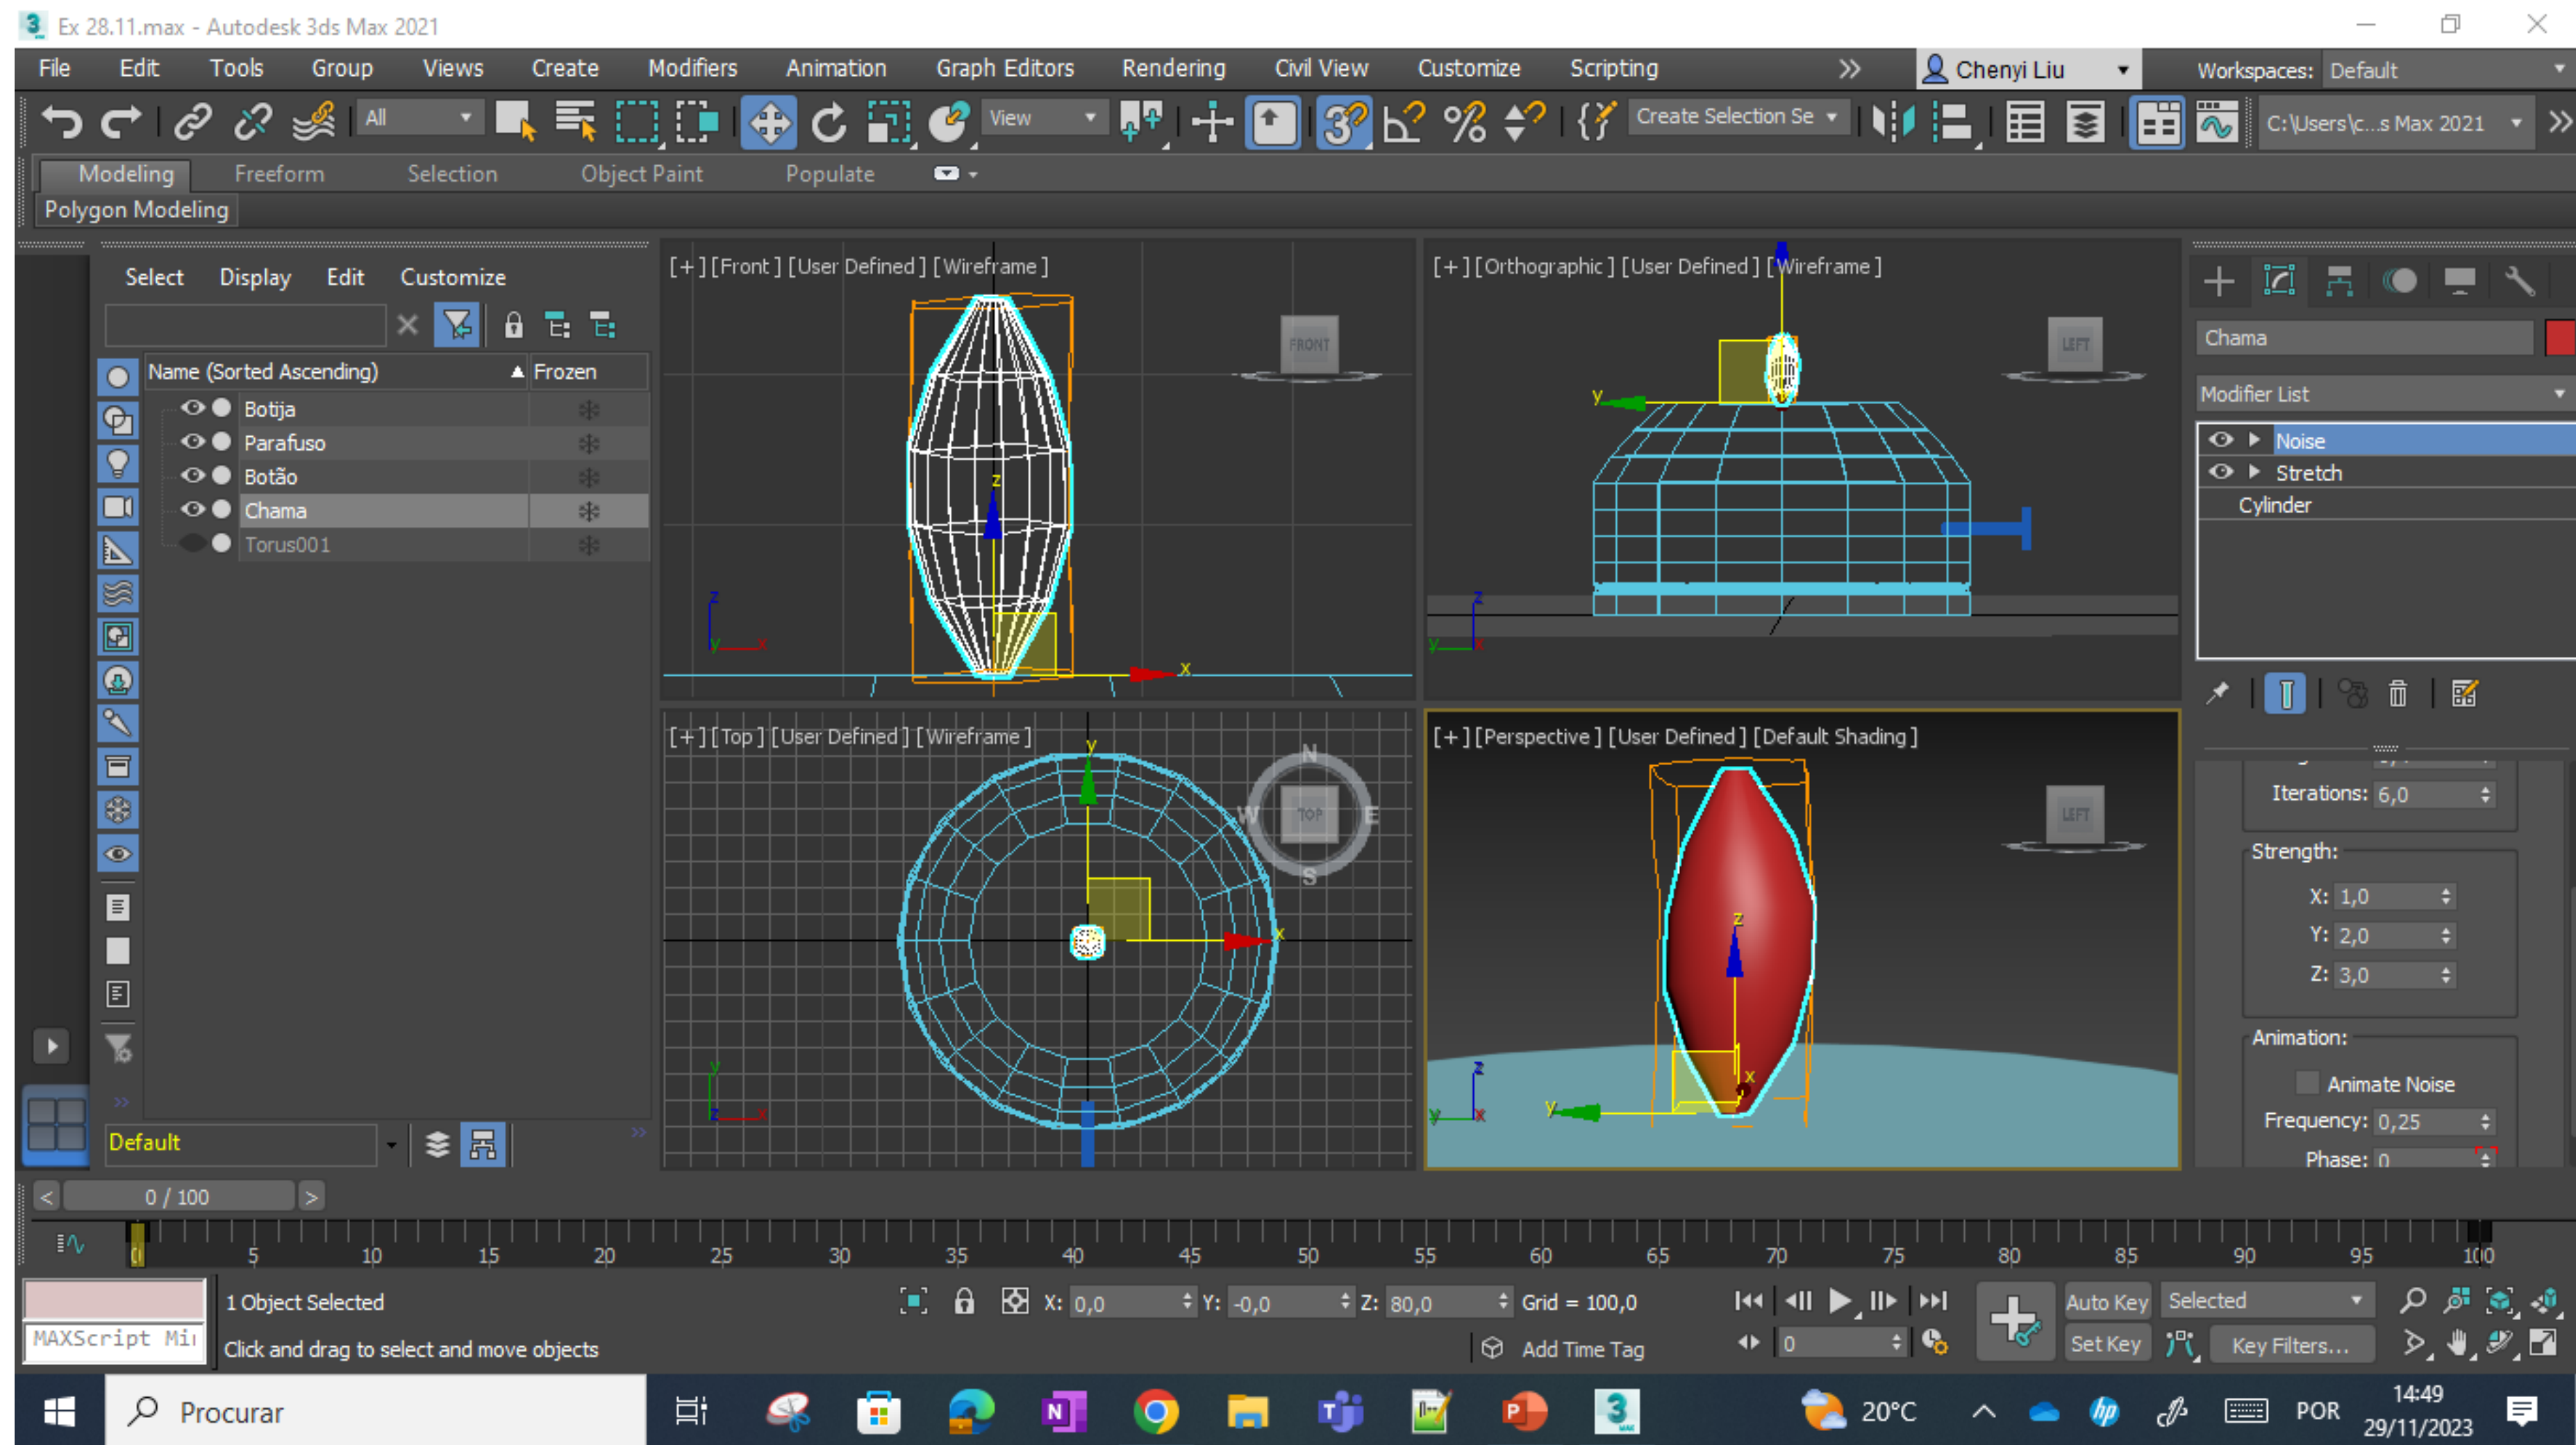 Ex 28.11.max - Autodesk 3ds Max 2021
File Edit Tools Group Views Create Modifiers Animation Graph Editors Rendering Civil View Customize Scripting Chenyi Liu Workspaces: Default
All View Create Selection Se C:\Users\c...s Max 2021
Modeling Freeform Selection Object Paint Populate
Polygon Modeling
Select Display Edit Customize
Name (Sorted Ascending) Frozen
Botija
Parafuso
Botão
Chama
Torus001
Default
[+][Front][User Defined][Wireframe]
FRONT
z
x
z
y x
[+][Orthographic][User Defined][Wireframe]
LEFT
y
z
y x
[+][Top][User Defined][Wireframe]
y
N
W TOP E
S
x
y
z x
[+][Perspective][User Defined][Default Shading]
LEFT
z
x
y
z
y x
Chama
Modifier List
Noise
Stretch
Cylinder
Iterations: 6,0
Strength:
X: 1,0
Y: 2,0
Z: 3,0
Animation:
Animate Noise
Frequency: 0,25
Phase: 0
< 0 / 100 >
0 5 10 15 20 25 30 35 40 45 50 55 60 65 70 75 80 85 90 95 100
1 Object Selected X: 0,0 Y: -0,0 Z: 80,0 Grid = 100,0 Auto Key Selected
MAXScript Mi
Click and drag to select and move objects Add Time Tag 0 Set Key Key Filters...
Procurar 20°C POR 14:49
29/11/2023